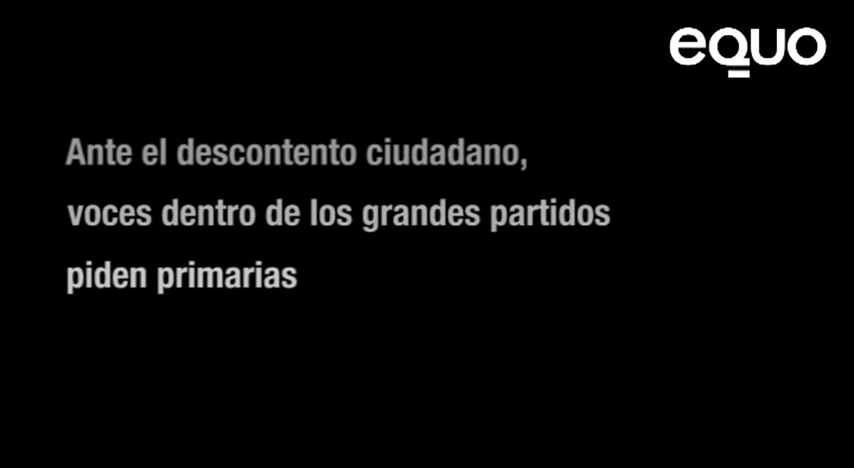 equo
Ante el descontento ciudadano,
voces dentro de los grandes partidos
piden primarias